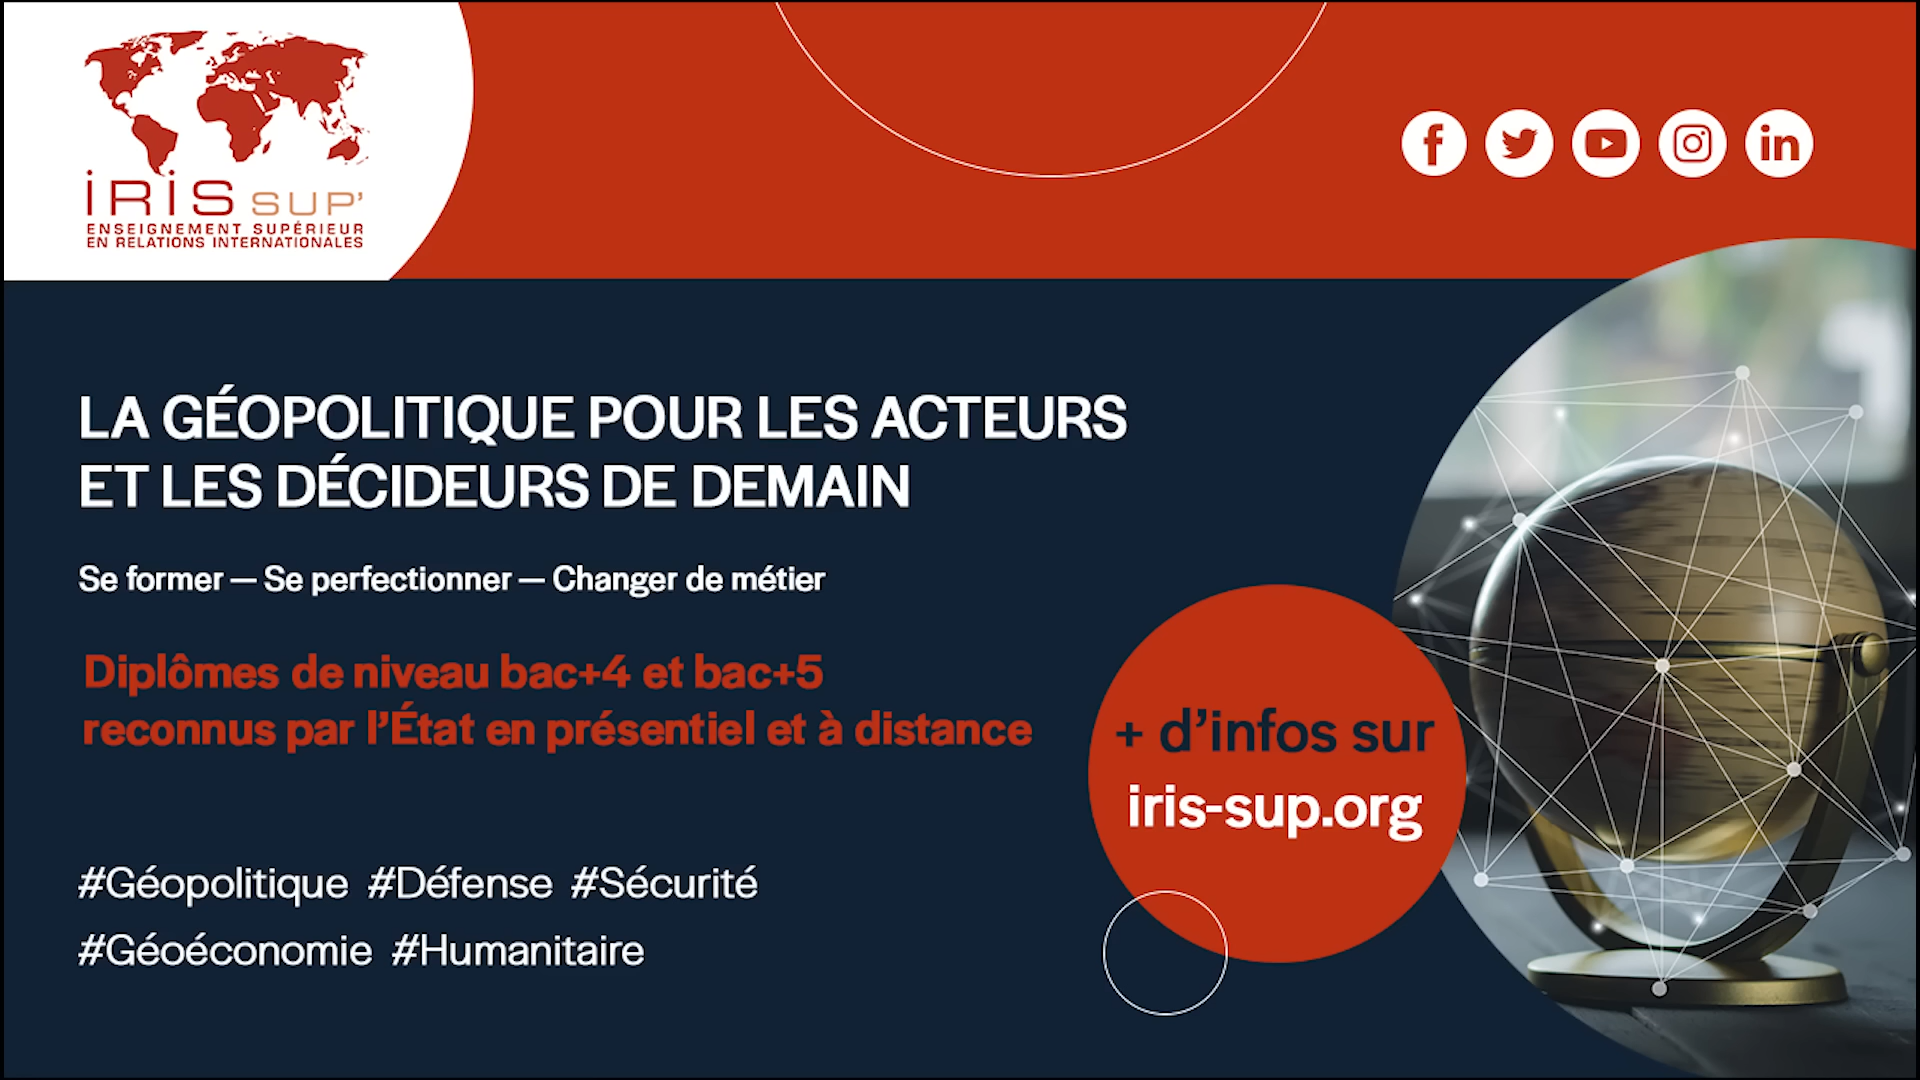 iRiS SUP'
ENSEIGNEMENT SUPÉRIEUR
EN RELATIONS INTERNATIONALES
LA GÉOPOLITIQUE POUR LES ACTEURS
ET LES DÉCIDEURS DE DEMAIN
Se former — Se perfectionner — Changer de métier
Diplômes de niveau bac+4 et bac+5
reconnus par l'État en présentiel et à distance
+ d'infos sur
iris-sup.org
#Géopolitique #Défense #Sécurité
#Géoéconomie #Humanitaire